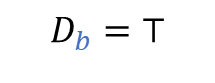 D_b = ⊤